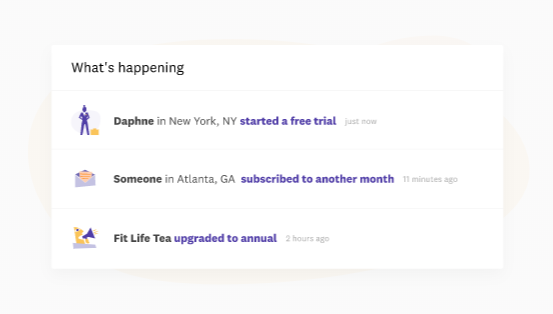 What's happening
Daphne in New York, NY started a free trial just now
Someone in Atlanta, GA subscribed to another month 11 minutes ago
Fit Life Tea upgraded to annual 2 hours ago